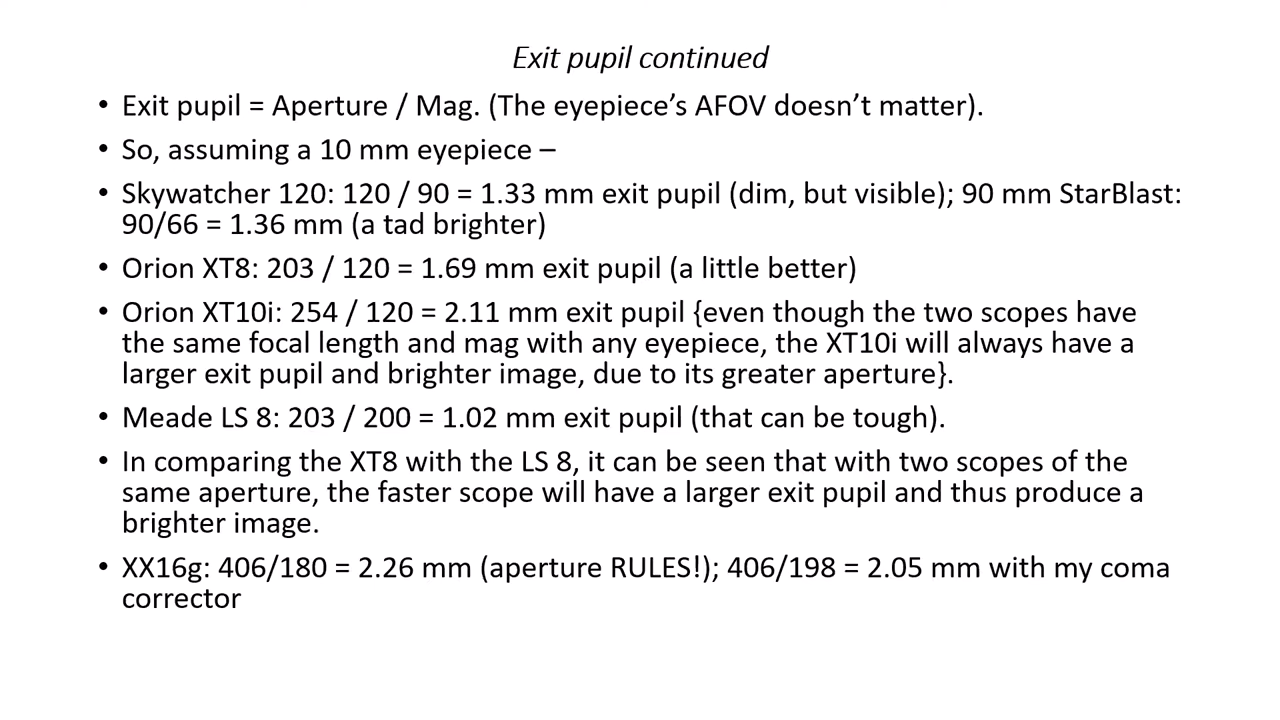 Exit pupil continued
• Exit pupil = Aperture / Mag. (The eyepiece’s AFOV doesn’t matter).
• So, assuming a 10 mm eyepiece –
• Skywatcher 120: 120 / 90 = 1.33 mm exit pupil (dim, but visible); 90 mm StarBlast:
90/66 = 1.36 mm (a tad brighter)
• Orion XT8: 203 / 120 = 1.69 mm exit pupil (a little better)
• Orion XT10i: 254 / 120 = 2.11 mm exit pupil {even though the two scopes have
the same focal length and mag with any eyepiece, the XT10i will always have a
larger exit pupil and brighter image, due to its greater aperture}.
• Meade LS 8: 203 / 200 = 1.02 mm exit pupil (that can be tough).
• In comparing the XT8 with the LS 8, it can be seen that with two scopes of the
same aperture, the faster scope will have a larger exit pupil and thus produce a
brighter image.
• XX16g: 406/180 = 2.26 mm (aperture RULES!); 406/198 = 2.05 mm with my coma
corrector